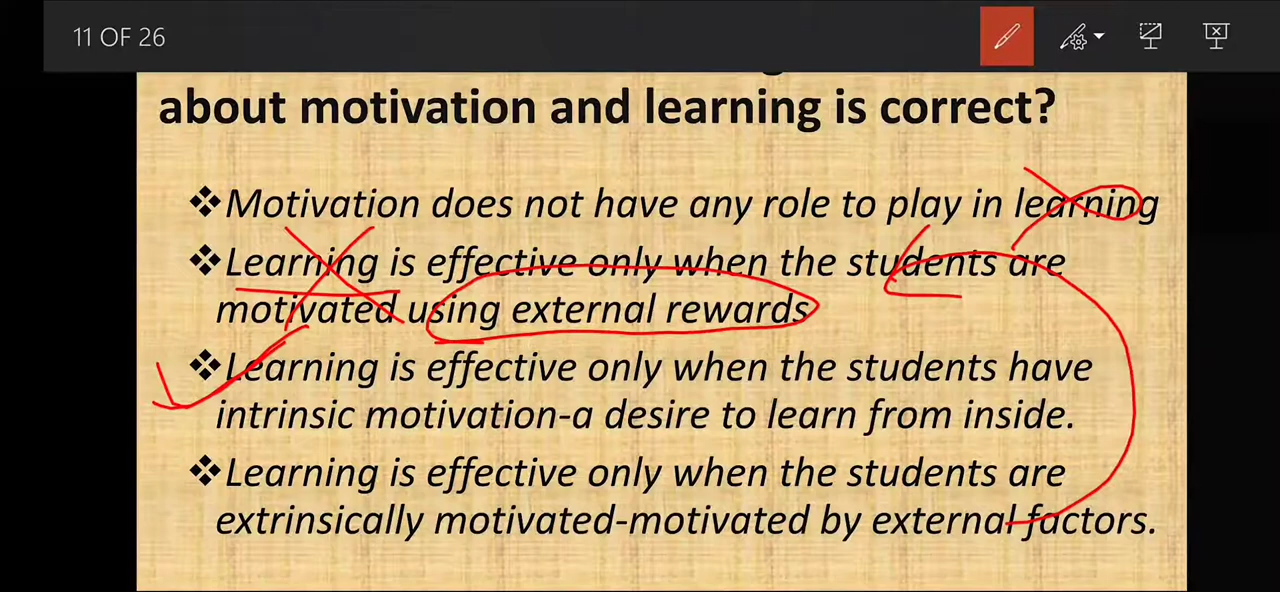 11 OF 26
about motivation and learning is correct?
❖Motivation does not have any role to play in learning
❖Learning is effective only when the students are
motivated using external rewards
❖Learning is effective only when the students have
intrinsic motivation-a desire to learn from inside.
❖Learning is effective only when the students are
extrinsically motivated-motivated by external factors.